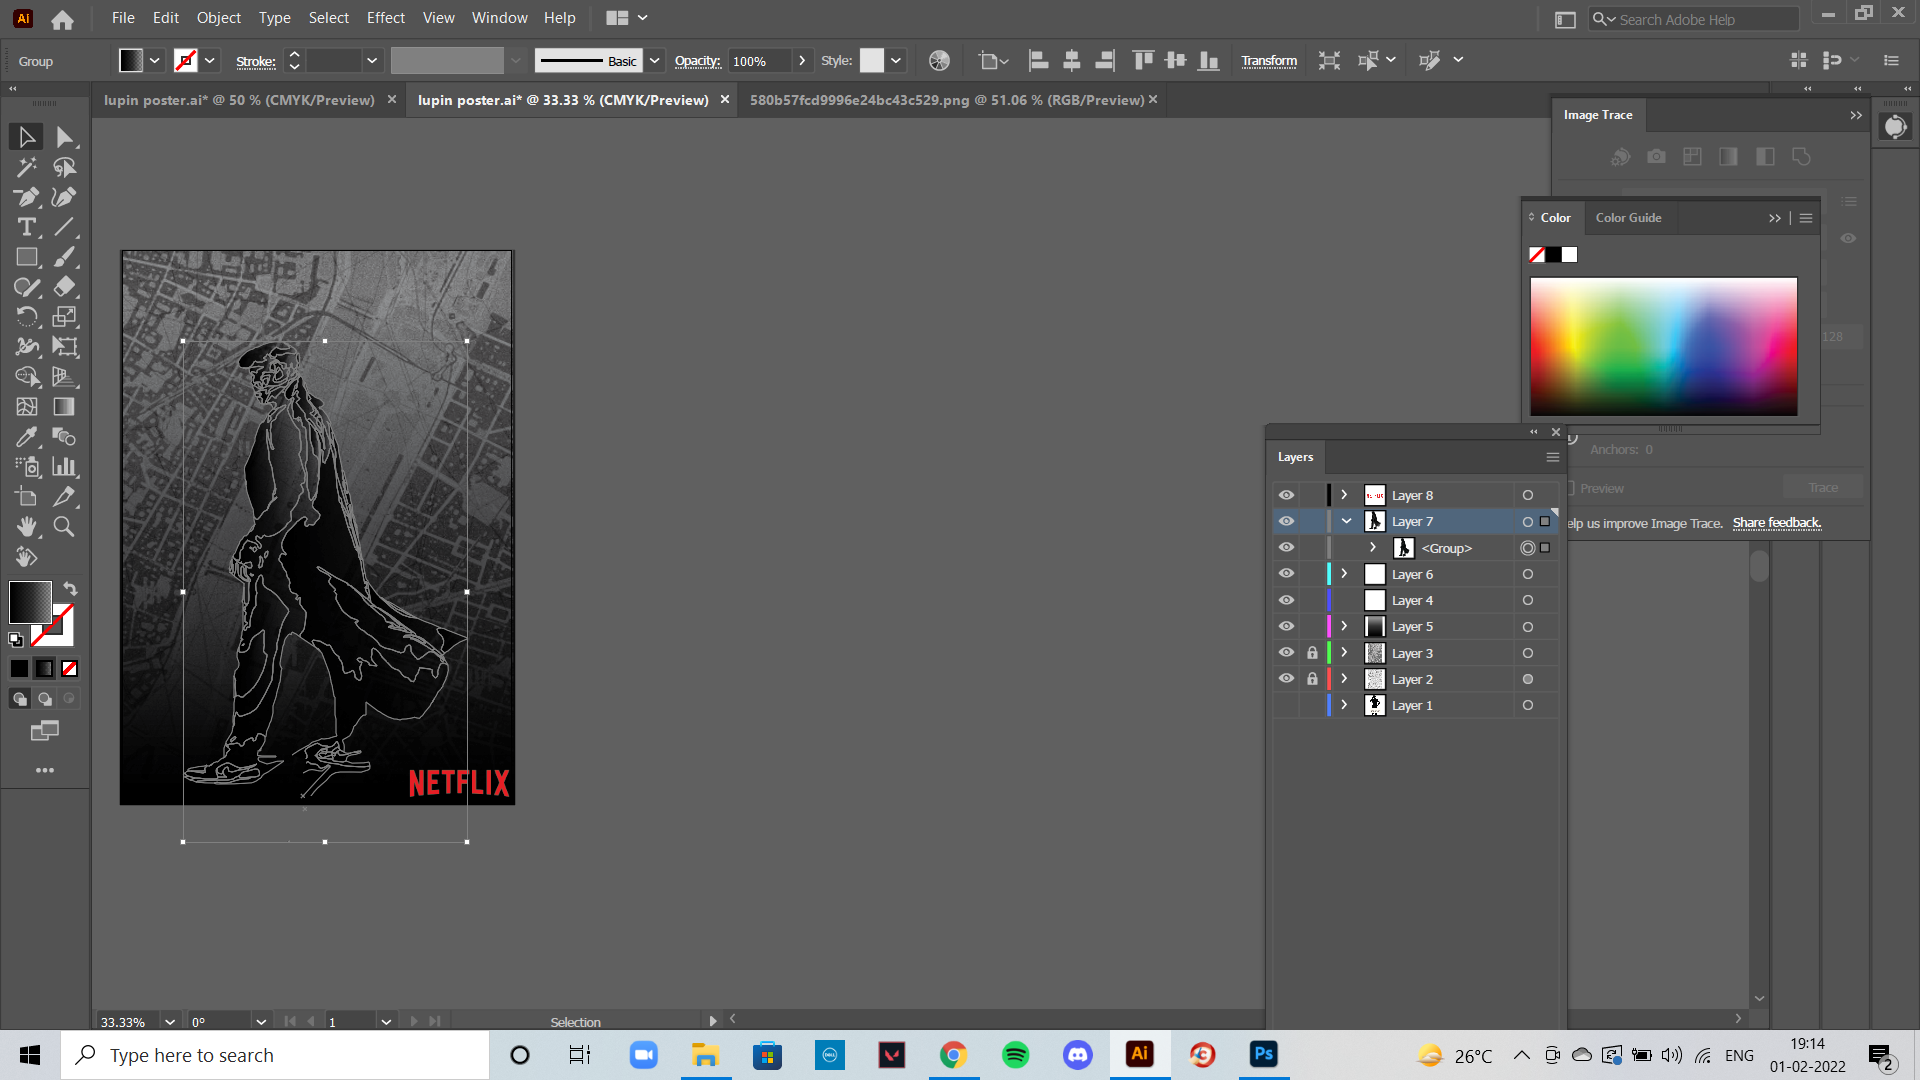 Ai File Edit Object Type Select Effect View Window Help Search Adobe Help
Group Stroke: Basic Opacity: 100% Style: Transform
lupin poster.ai* @ 50 % (CMYK/Preview) lupin poster.ai* @ 33.33 % (CMYK/Preview) 580b57fcd9996e24bc43c529.png @ 51.06 % (RGB/Preview)
Image Trace
Color Color Guide
128
Layers
Anchors: 0
Preview Trace
elp us improve Image Trace. Share feedback.
Layer 8
Layer 7
<Group>
Layer 6
Layer 4
Layer 5
Layer 3
Layer 2
Layer 1
NETFLIX
33.33% 0° 1 Selection
Type here to search
DELL
Ai
Ps
26°C
ENG
19:14
01-02-2022
2